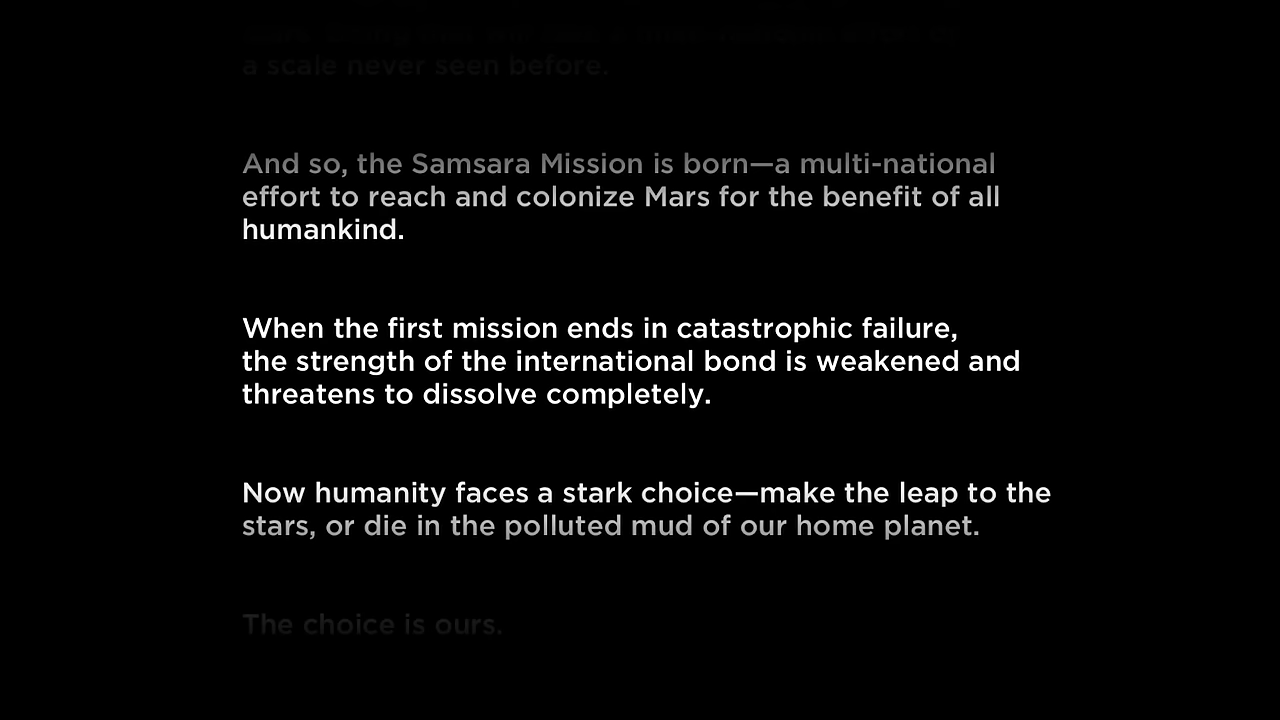 a scale never seen before.
And so, the Samsara Mission is born—a multi-national
effort to reach and colonize Mars for the benefit of all
humankind.
When the first mission ends in catastrophic failure,
the strength of the international bond is weakened and
threatens to dissolve completely.
Now humanity faces a stark choice—make the leap to the
stars, or die in the polluted mud of our home planet.
The choice is ours.